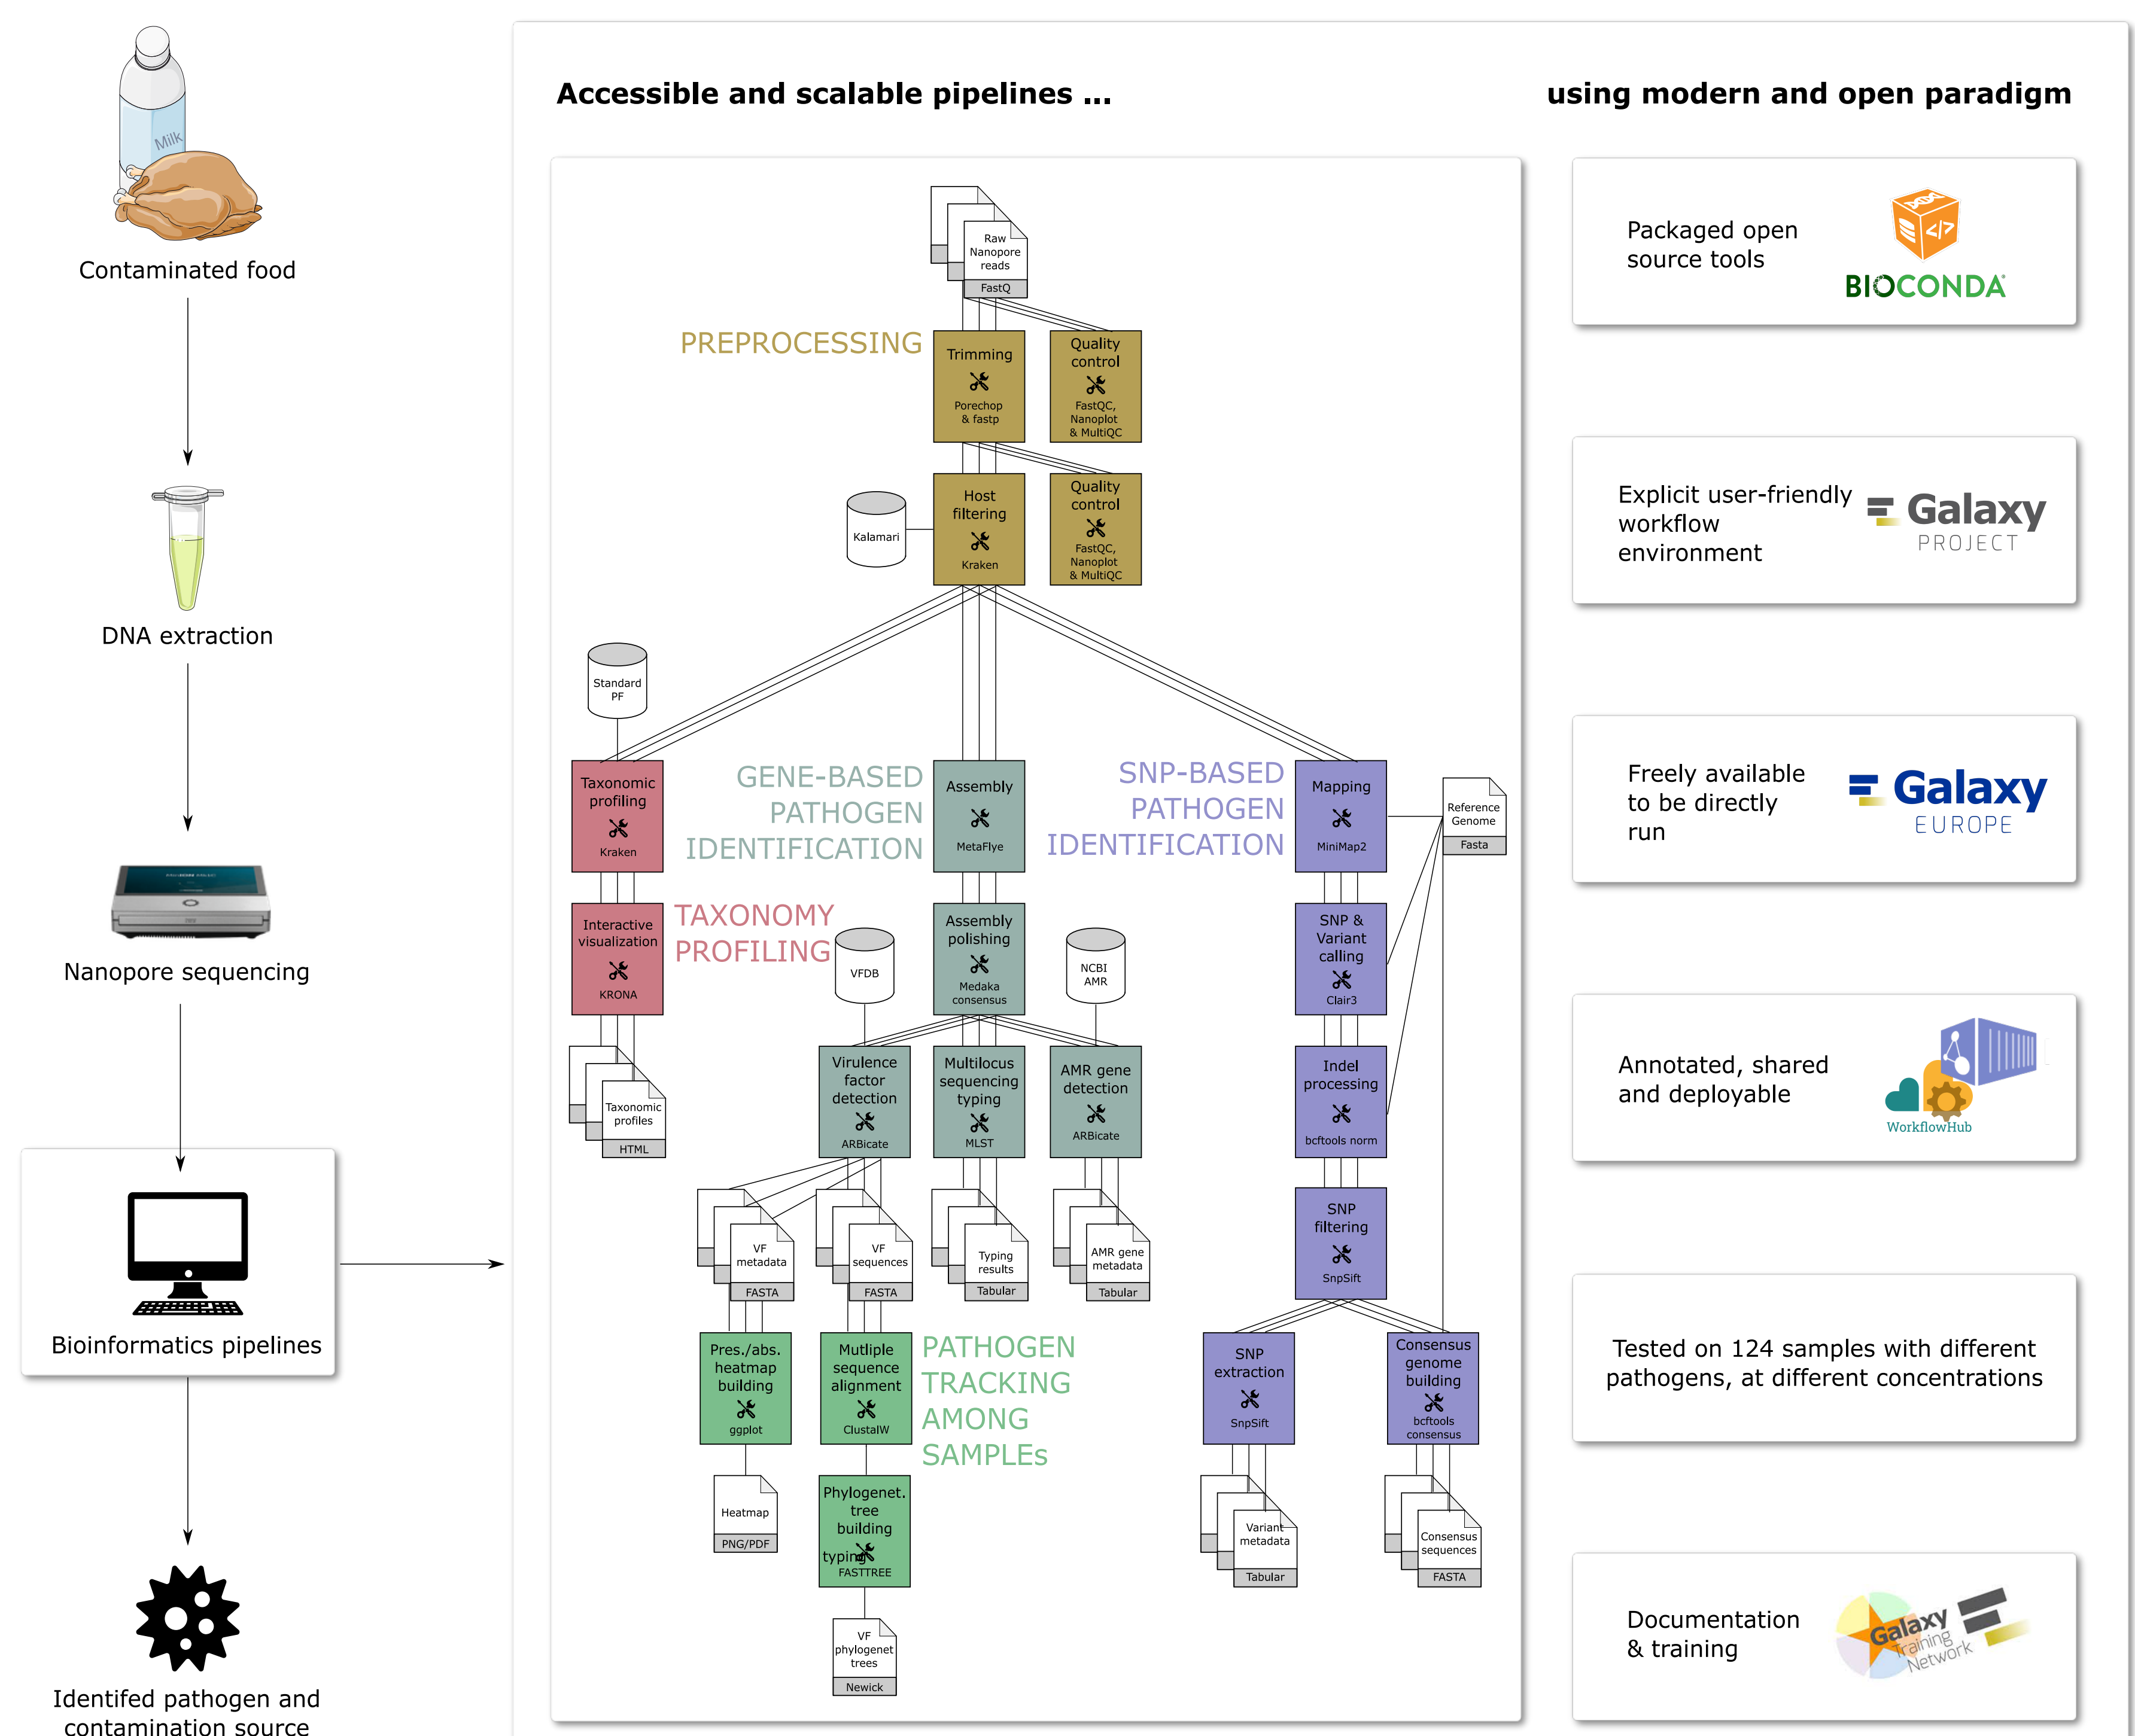 Milk
Contaminated food
DNA extraction
Nanopore sequencing
Bioinformatics pipelines
Identifed pathogen and
contamination source
Accessible and scalable pipelines ...
using modern and open paradigm
Raw
Nanopore
reads
FastQ
PREPROCESSING
Trimming
Porechop
& fastp
Quality
control
FastQC,
Nanoplot
& MultiQC
Kalamari
Host
filtering
Kraken
Quality
control
FastQC,
Nanoplot
& MultiQC
Standard
PF
Taxonomic
profiling
Kraken
Interactive
visualization
KRONA
TAXONOMY
PROFILING
Taxonomic
profiles
HTML
GENE-BASED
PATHOGEN
IDENTIFICATION
Assembly
MetaFlye
Assembly
polishing
Medaka
consensus
VFDB
NCBI
AMR
Virulence
factor
detection
ARBicate
Multilocus
sequencing
typing
MLST
AMR gene
detection
ARBicate
VF
metadata
FASTA
VF
sequences
FASTA
Typing
results
Tabular
AMR gene
metadata
Tabular
Pres./abs.
heatmap
building
ggplot
Mutliple
sequence
alignment
ClustalW
PATHOGEN
TRACKING
AMONG
SAMPLEs
Heatmap
PNG/PDF
Phylogenet.
tree
building
typing
FASTTREE
VF
phylogenet
trees
Newick
SNP-BASED
PATHOGEN
IDENTIFICATION
Mapping
MiniMap2
Reference
Genome
Fasta
SNP &
Variant
calling
Clair3
Indel
processing
bcftools norm
SNP
filtering
SnpSift
SNP
extraction
SnpSift
Consensus
genome
building
bcftools
consensus
Variant
metadata
Tabular
Consensus
sequences
FASTA
Packaged open
source tools
BIOCONDA
Explicit user-friendly
workflow
environment
Galaxy
PROJECT
Freely available
to be directly
run
Galaxy
EUROPE
Annotated, shared
and deployable
WorkflowHub
Tested on 124 samples with different
pathogens, at different concentrations
Documentation
& training
Galaxy
Training
Network